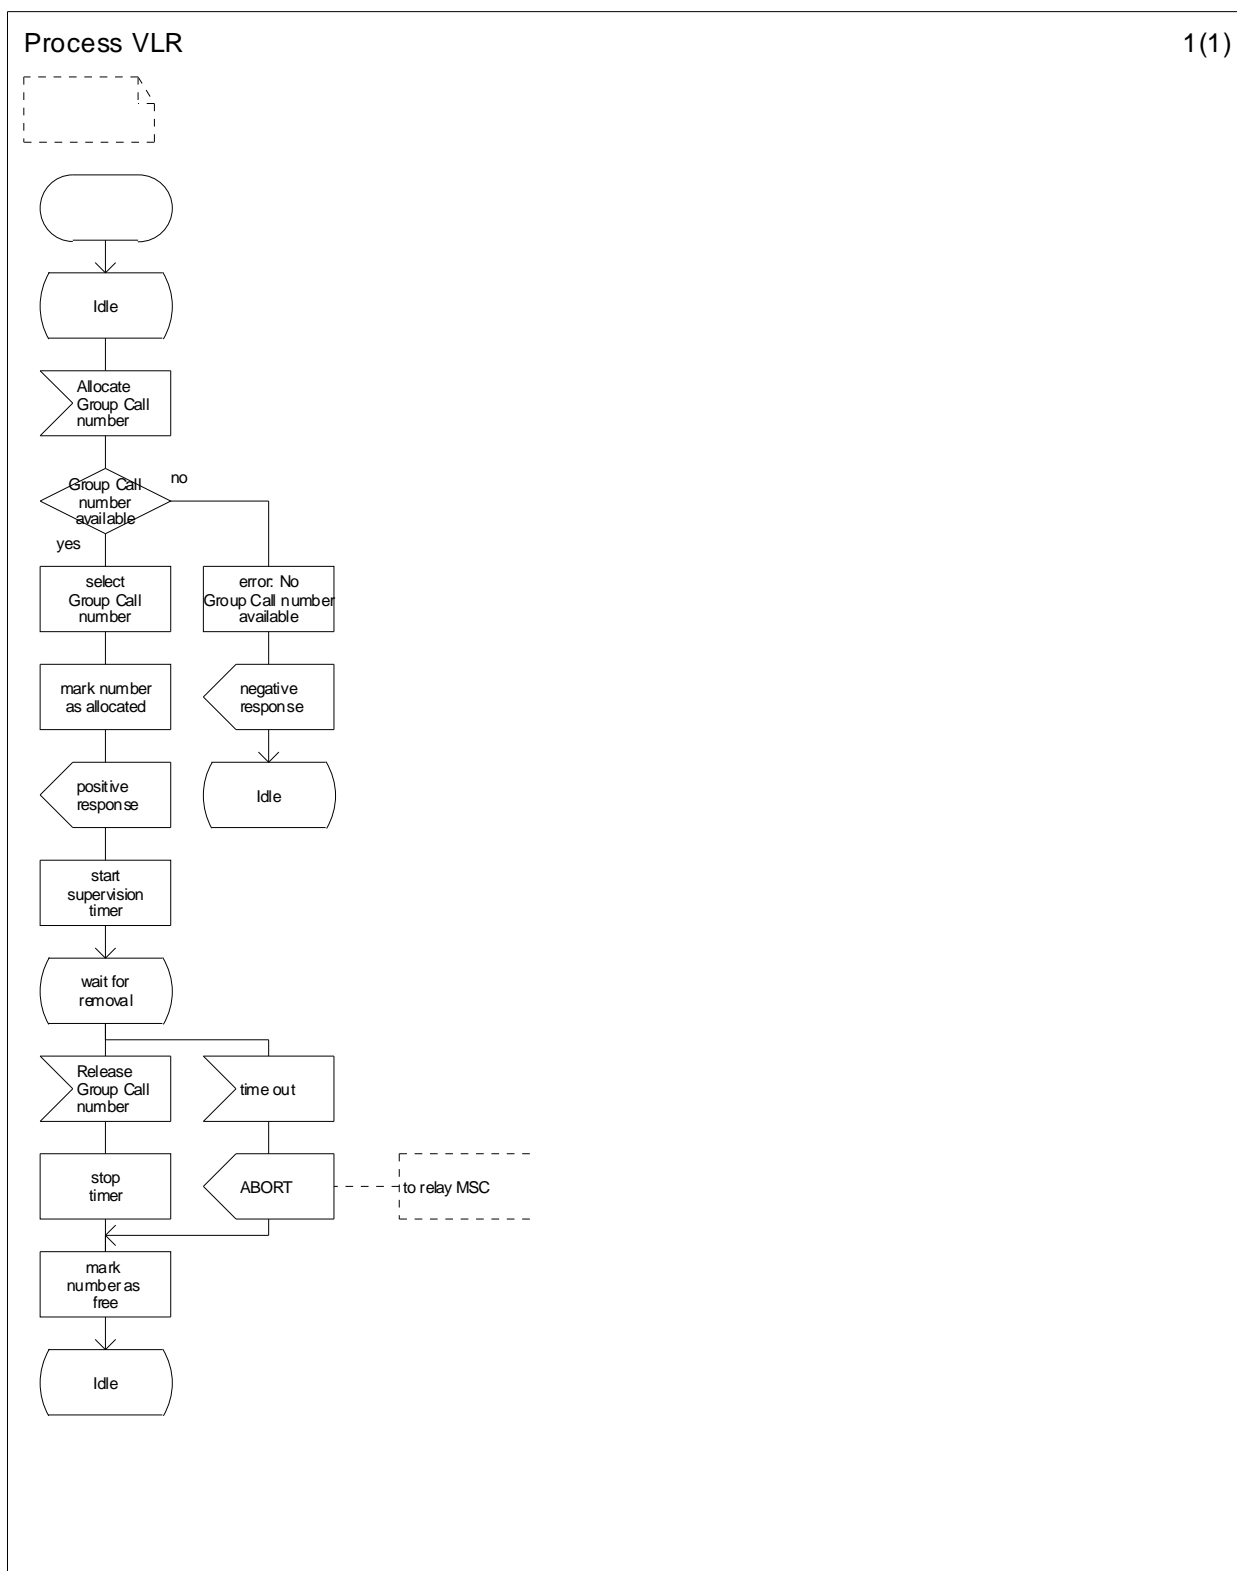 Process VLR
1(1)
Idle
Allocate
Group Call
number
Group Call
number
available
no
yes
select
Group Call
number
error: No
Group Call number
available
mark number
as allocated
negative
response
positive
response
Idle
start
supervision
timer
wait for
removal
Release
Group Call
number
time out
stop
timer
ABORT
to relay MSC
mark
number as
free
Idle